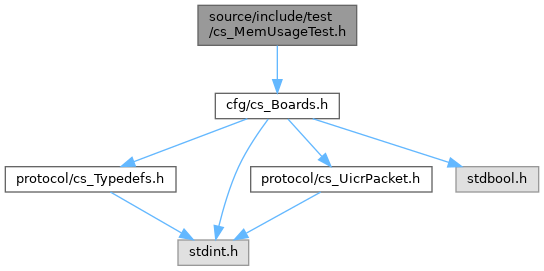 source/include/test
/cs_MemUsageTest.h
cfg/cs_Boards.h
protocol/cs_Typedefs.h
protocol/cs_UicrPacket.h
stdbool.h
stdint.h